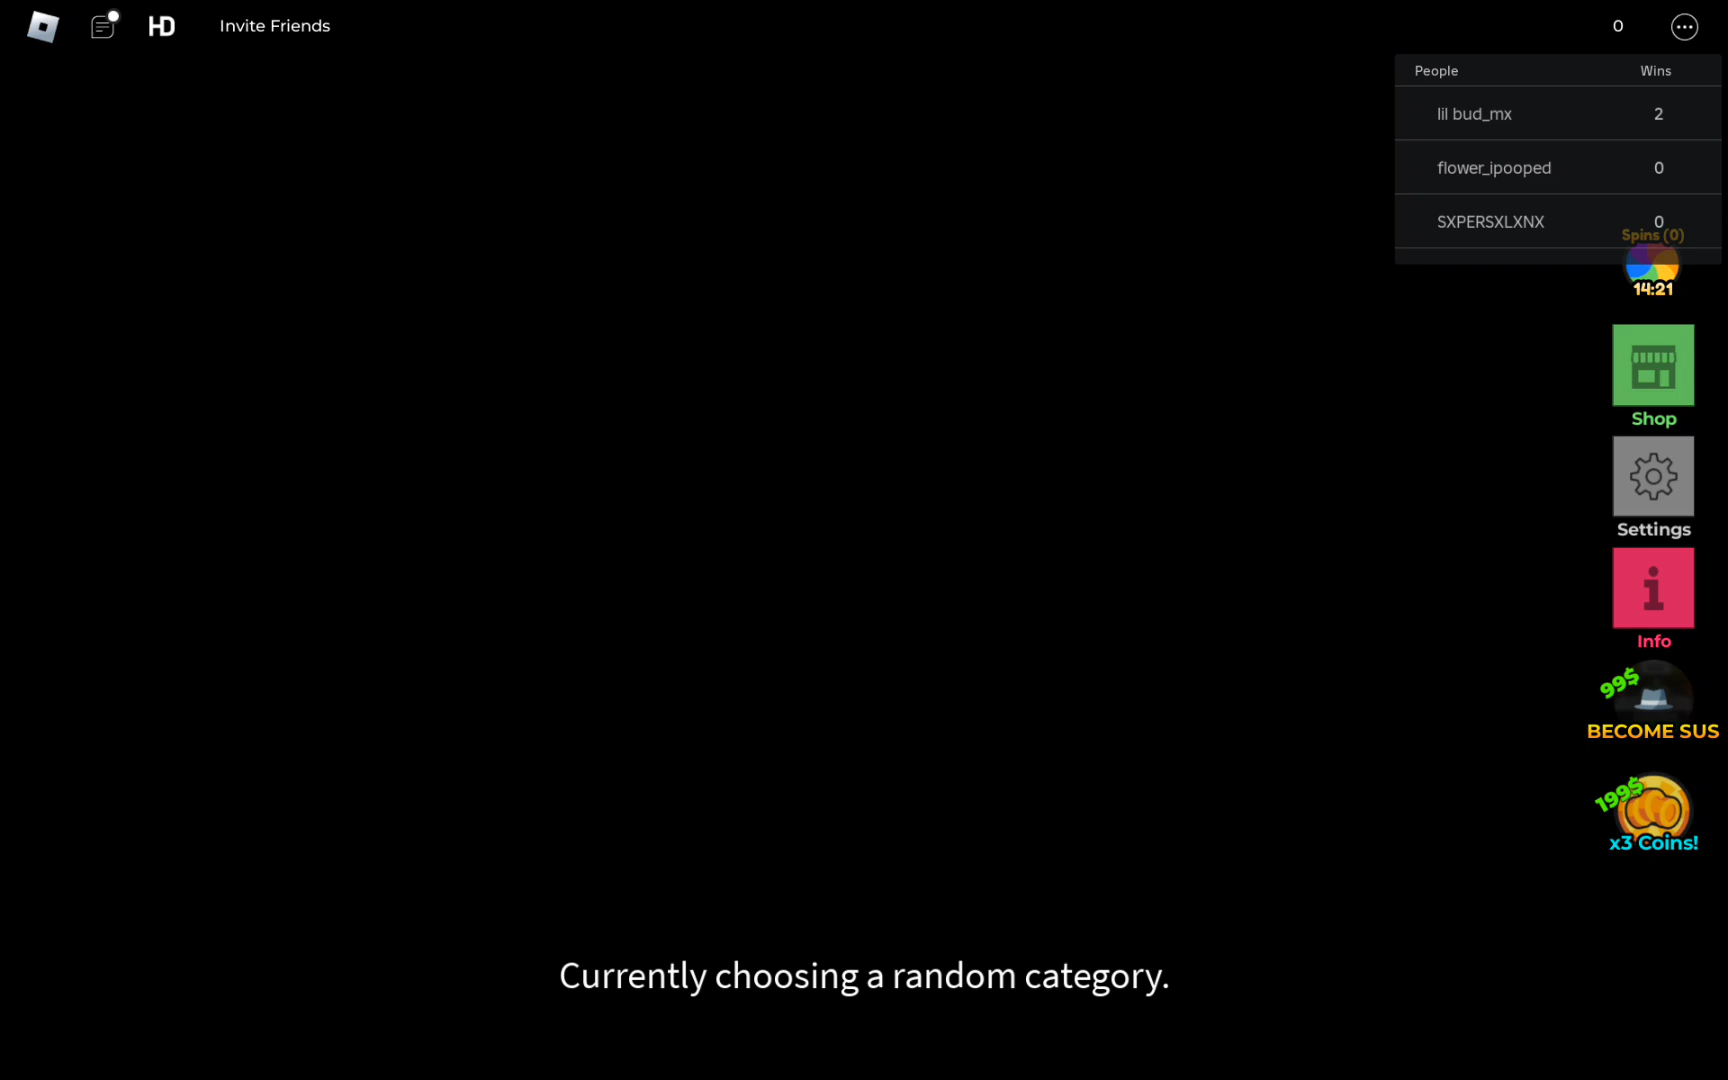 HD
Invite Friends
0
People Wins
lil bud_mx 2
flower_ipooped 0
SXPERSXLXNX 0
Spins (0)
14:21
Shop
Settings
Info
99$
BECOME SUS
199$
x3 Coins!
Currently choosing a random category.